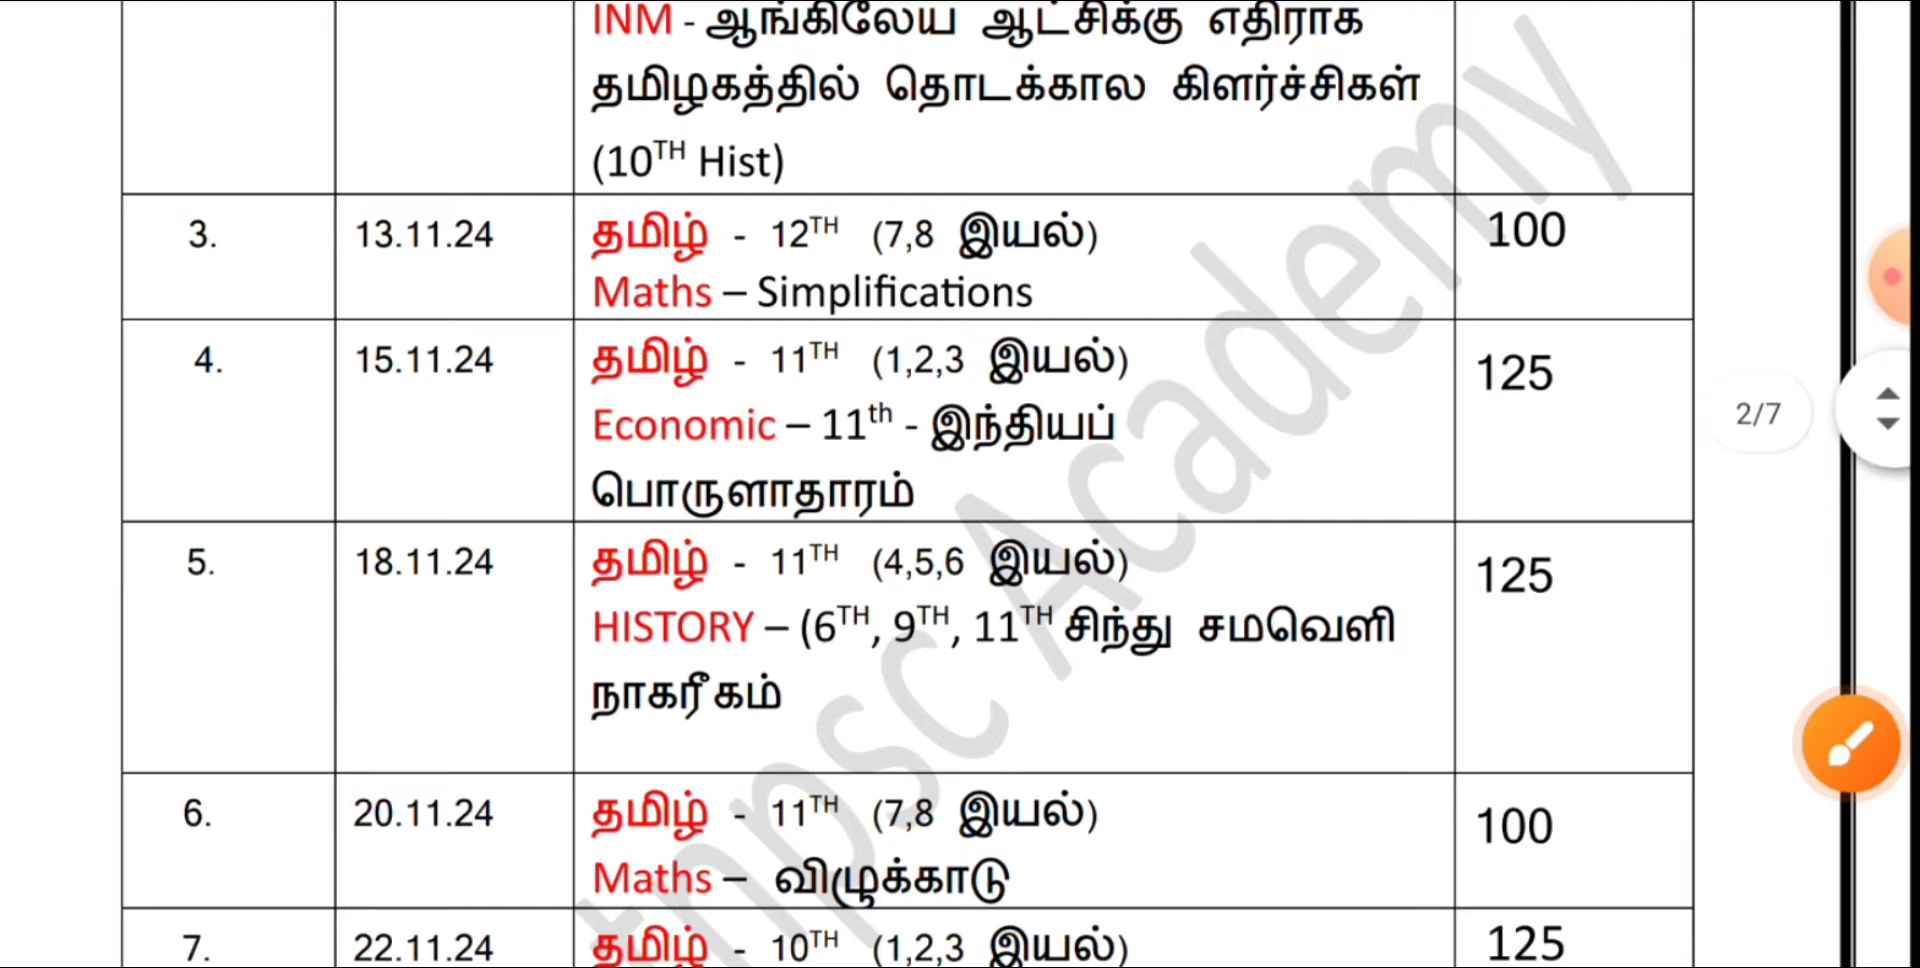 INM - ஆங்கிலேய ஆட்சிக்கு எதிராக
தமிழகத்தில் தொடக்கால கிளர்ச்சிகள்
(10TH Hist)
3. 13.11.24 தமிழ் - 12TH (7,8 இயல்) 100
Maths – Simplifications
4. 15.11.24 தமிழ் - 11TH (1,2,3 இயல்) 125
Economic – 11th - இந்தியப்
பொருளாதாரம்
5. 18.11.24 தமிழ் - 11TH (4,5,6 இயல்) 125
HISTORY – (6TH, 9TH, 11TH சிந்து சமவெளி
நாகரீகம்
6. 20.11.24 தமிழ் - 11TH (7,8 இயல்) 100
Maths – விழுக்காடு
7. 22.11.24 தமிழ் - 10TH (1,2,3 இயல்) 125
2/7
tnpsc Academy